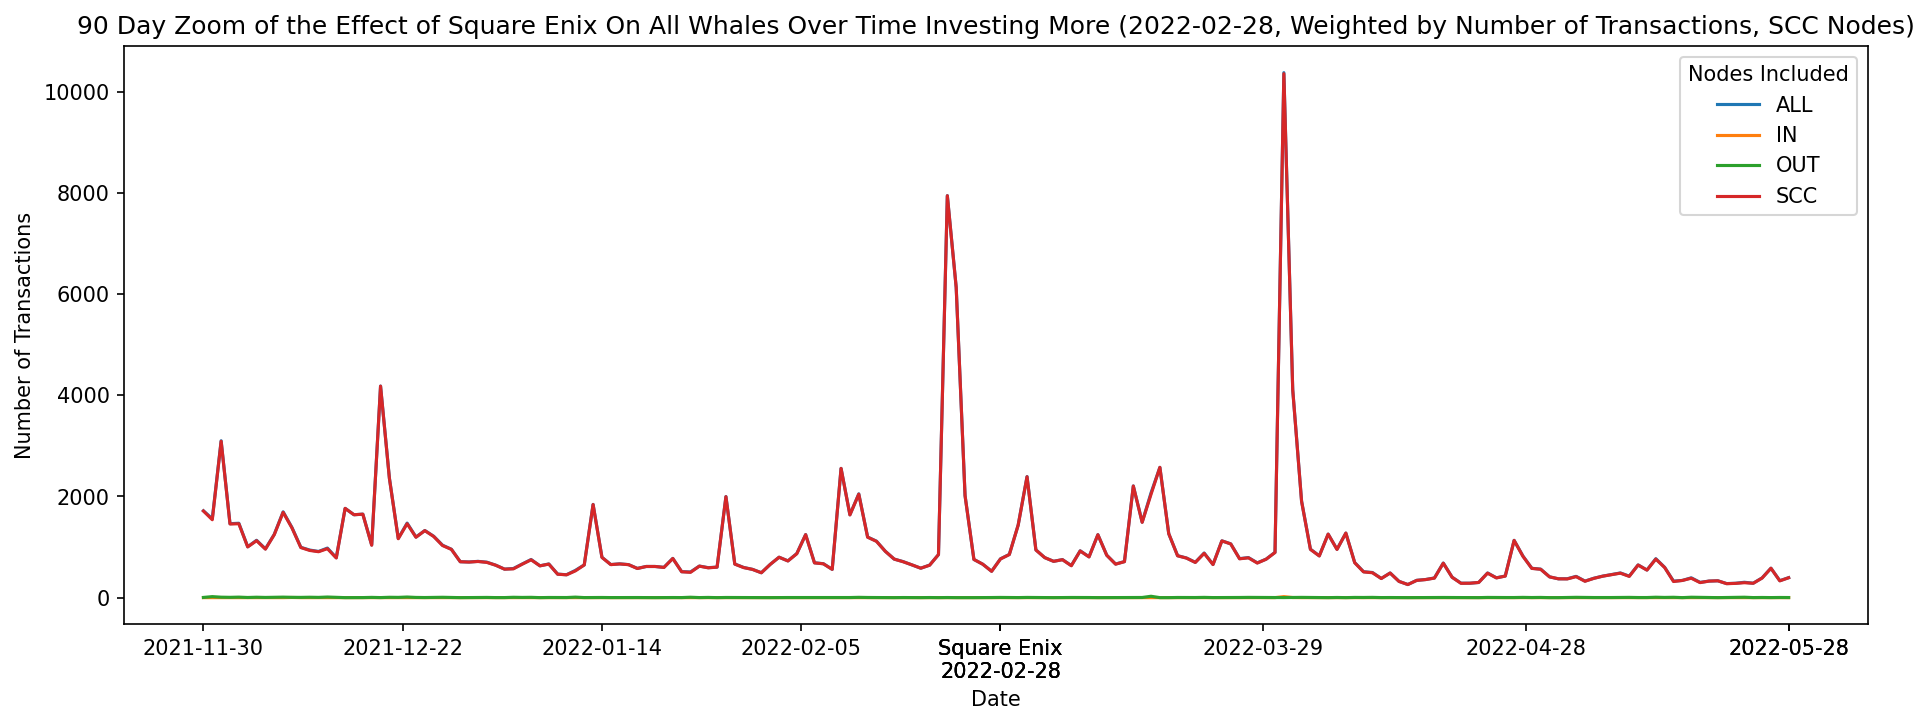 90 Day Zoom of the Effect of Square Enix On All Whales Over Time Investing More (2022-02-28, Weighted by Number of Transactions, SCC Nodes)
Nodes Included
ALL
IN
OUT
SCC
Number of Transactions
10000
8000
6000
4000
2000
0
2021-11-30
2021-12-22
2022-01-14
2022-02-05
Square Enix
2022-02-28
2022-03-29
2022-04-28
2022-05-28
Date